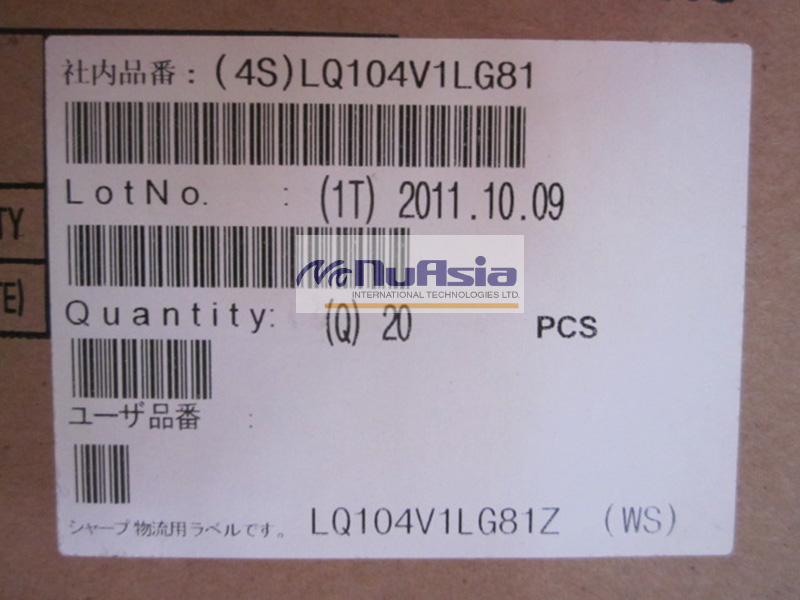 社内品番 : (4S)LQ104V1LG81
LotNo. : (1T) 2011.10.09
NuAsia
INTERNATIONAL TECHNOLOGIES LTD.
TE)
Quantity: (Q) 20 PCS
ユーザ品番 :
シャープ物流用ラベルです。 LQ104V1LG81Z (WS)